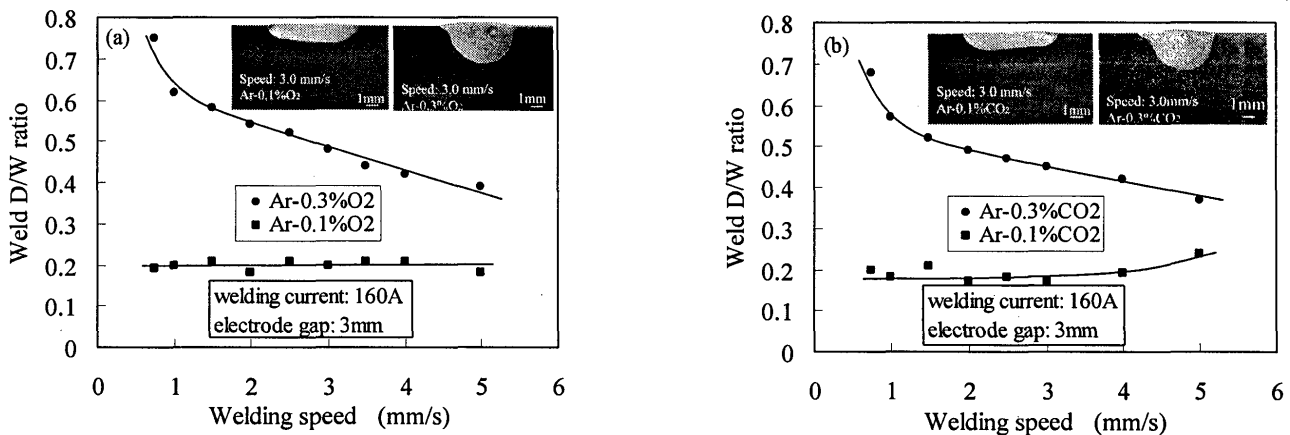 (a)
Weld D/W ratio
0.8
0.7
0.6
0.5
0.4
0.3
0.2
0.1
0
Speed: 3.0 mm/s
Ar-0.1%O2
1mm
Speed: 3.0 mm/s
Ar-0.3%O2
1mm
Ar-0.3%O2
Ar-0.1%O2
welding current: 160A
electrode gap: 3mm
0 1 2 3 4 5 6
Welding speed (mm/s)
(b)
Weld D/W ratio
0.8
0.7
0.6
0.5
0.4
0.3
0.2
0.1
0
Speed: 3.0 mm/s
Ar-0.1%CO2
1mm
Speed: 3.0mm/s
Ar-0.3%CO2
1mm
Ar-0.3%CO2
Ar-0.1%CO2
welding current: 160A
electrode gap: 3mm
0 1 2 3 4 5 6
Welding speed (mm/s)